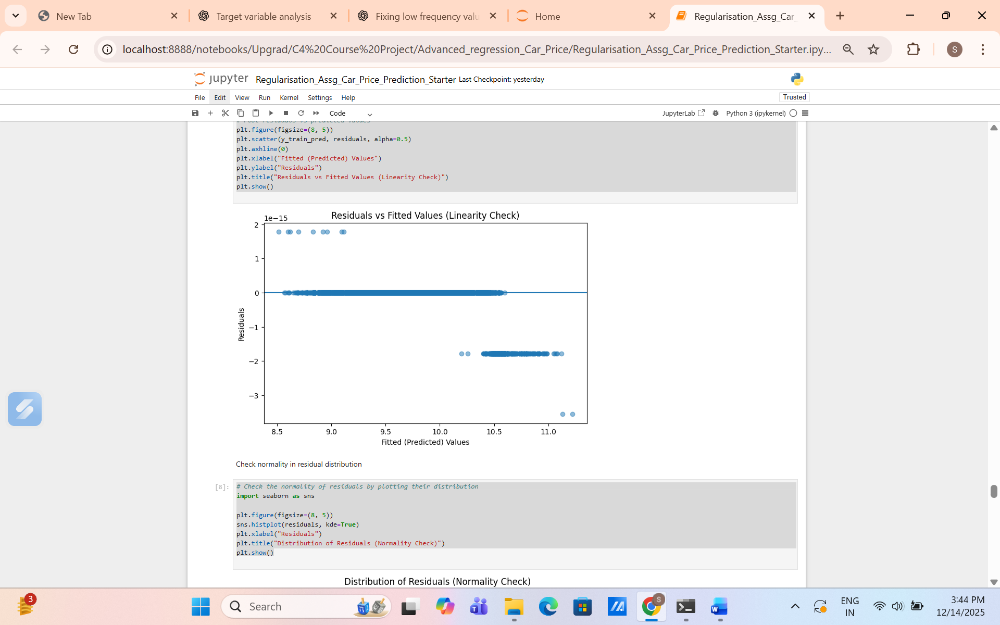 New Tab
Target variable analysis
Fixing low frequency valu
Home
Regularisation_Assg_Car_
localhost:8888/notebooks/Upgrad/C4%20Course%20Project/Advanced_regression_Car_Price/Regularisation_Assg_Car_Price_Prediction_Starter.ipy...
S
jupyter Regularisation_Assg_Car_Price_Prediction_Starter Last Checkpoint: yesterday
File Edit View Run Kernel Settings Help
Trusted
Code
JupyterLab
Python 3 (ipykernel)
# Plot residuals vs predicted values
plt.figure(figsize=(8, 5))
plt.scatter(y_train_pred, residuals, alpha=0.5)
plt.axhline(0)
plt.xlabel("Fitted (Predicted) Values")
plt.ylabel("Residuals")
plt.title("Residuals vs Fitted Values (Linearity Check)")
plt.show()
1e−15
Residuals vs Fitted Values (Linearity Check)
2
1
0
−1
−2
−3
Residuals
8.5 9.0 9.5 10.0 10.5 11.0
Fitted (Predicted) Values
Check normality in residual distribution
[8]:
# Check the normality of residuals by plotting their distribution
import seaborn as sns
plt.figure(figsize=(8, 5))
sns.histplot(residuals, kde=True)
plt.xlabel("Residuals")
plt.title("Distribution of Residuals (Normality Check)")
plt.show()
Distribution of Residuals (Normality Check)
3
Search
S
ENG
IN
3:44 PM
12/14/2025